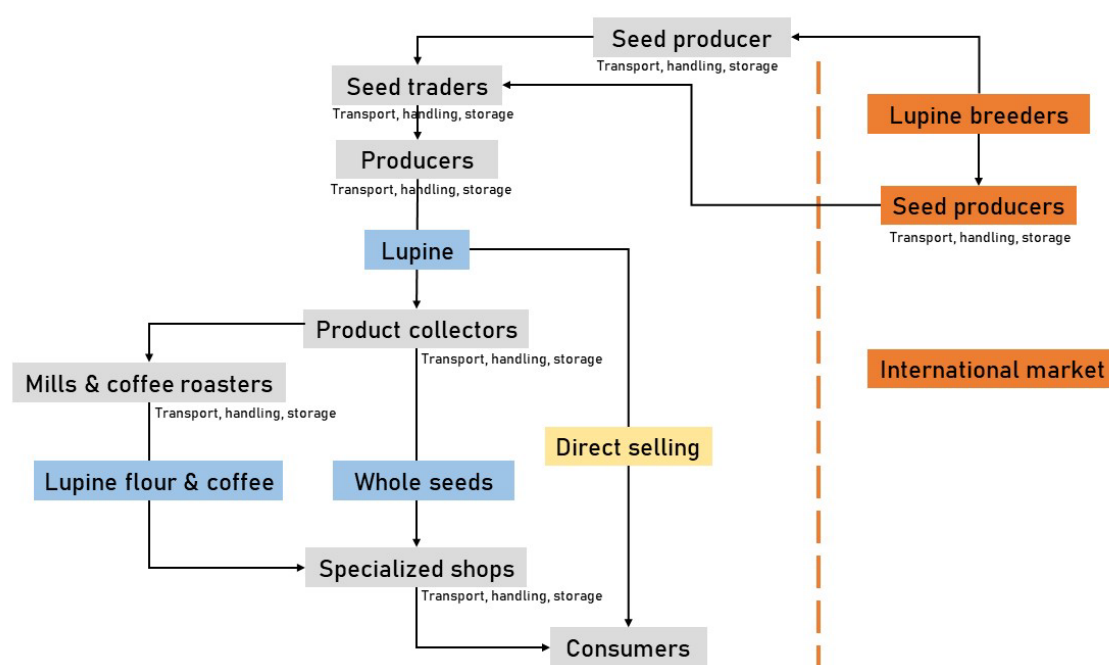 Seed producer
Transport, handling, storage
Seed traders
Transport, handling, storage
Lupine breeders
Producers
Transport, handling, storage
Seed producers
Transport, handling, storage
Lupine
Product collectors
Transport, handling, storage
International market
Mills & coffee roasters
Transport, handling, storage
Direct selling
Lupine flour & coffee
Whole seeds
Specialized shops
Transport, handling, storage
Consumers